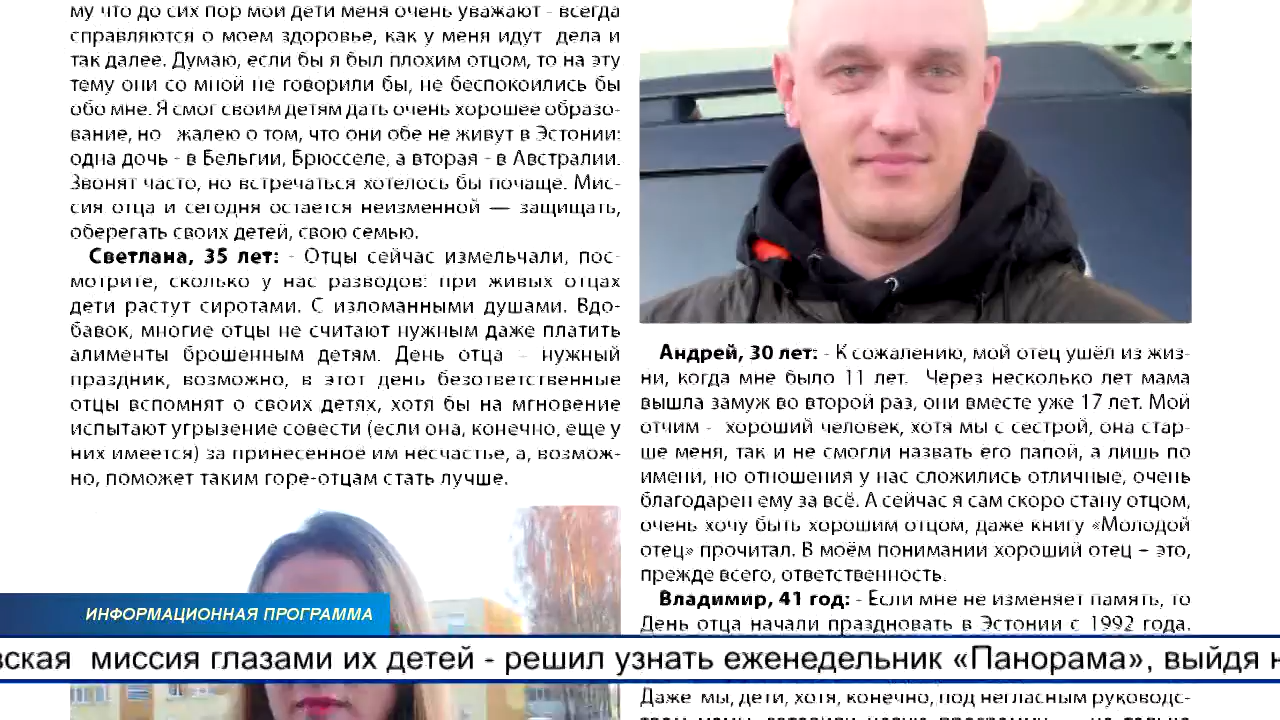 му что до сих пор мои дети меня очень уважают - всегда
справляются о моем здоровье, как у меня идут дела и
так далее. Думаю, если бы я был плохим отцом, то на эту
тему они со мной не говорили бы, не беспокоились бы
обо мне. Я смог своим детям дать очень хорошее образо-
вание, но жалею о том, что они обе не живут в Эстонии:
одна дочь - в Бельгии, Брюсселе, а вторая - в Австралии.
Звонят часто, но встречаться хотелось бы почаще. Мис-
сия отца и сегодня остается неизменной — защищать,
оберегать своих детей, свою семью.
Светлана, 35 лет: - Отцы сейчас измельчали, пос-
мотрите, сколько у нас разводов: при живых отцах
дети растут сиротами. С изломанными душами. Вдо-
бавок, многие отцы не считают нужным даже платить
алименты брошенным детям. День отца - нужный
праздник, возможно, в этот день безответственные
отцы вспомнят о своих детях, хотя бы на мгновение
испытают угрызение совести (если она, конечно, еще у
них имеется) за принесенное им несчастье, а, возмож-
но, поможет таким горе-отцам стать лучше.
Андрей, 30 лет: - К сожалению, мой отец ушёл из жиз-
ни, когда мне было 11 лет. Через несколько лет мама
вышла замуж во второй раз, они вместе уже 17 лет. Мой
отчим - хороший человек, хотя мы с сестрой, она стар-
ше меня, так и не смогли назвать его папой, а лишь по
имени, но отношения у нас сложились отличные, очень
благодарен ему за всё. А сейчас я сам скоро стану отцом,
очень хочу быть хорошим отцом, даже книгу «Молодой
отец» прочитал. В моём понимании хороший отец – это,
прежде всего, ответственность.
Владимир, 41 год: - Если мне не изменяет память, то
День отца начали праздновать в Эстонии с 1992 года.
Даже мы, дети, хотя, конечно, под негласным руководс-
ИНФОРМАЦИОННАЯ ПРОГРАММА
вская миссия глазами их детей - решил узнать еженедельник «Панорама», выйдя н